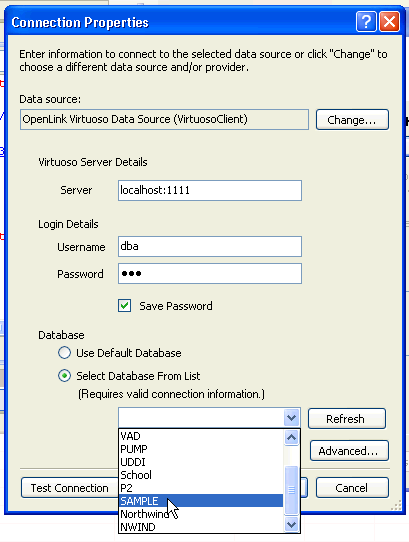 Connection Properties
Enter information to connect to the selected data source or click "Change" to
choose a different data source and/or provider.
Data source:
OpenLink Virtuoso Data Source (VirtuosoClient)
Change...
Virtuoso Server Details
Server
localhost:1111
Login Details
Username
dba
Password
●●●
Save Password
Database
Use Default Database
Select Database From List
(Requires valid connection information.)
Refresh
VAD
PUMP
UDDI
School
P2
SAMPLE
Northwind
NWIND
Advanced...
Test Connection
Cancel